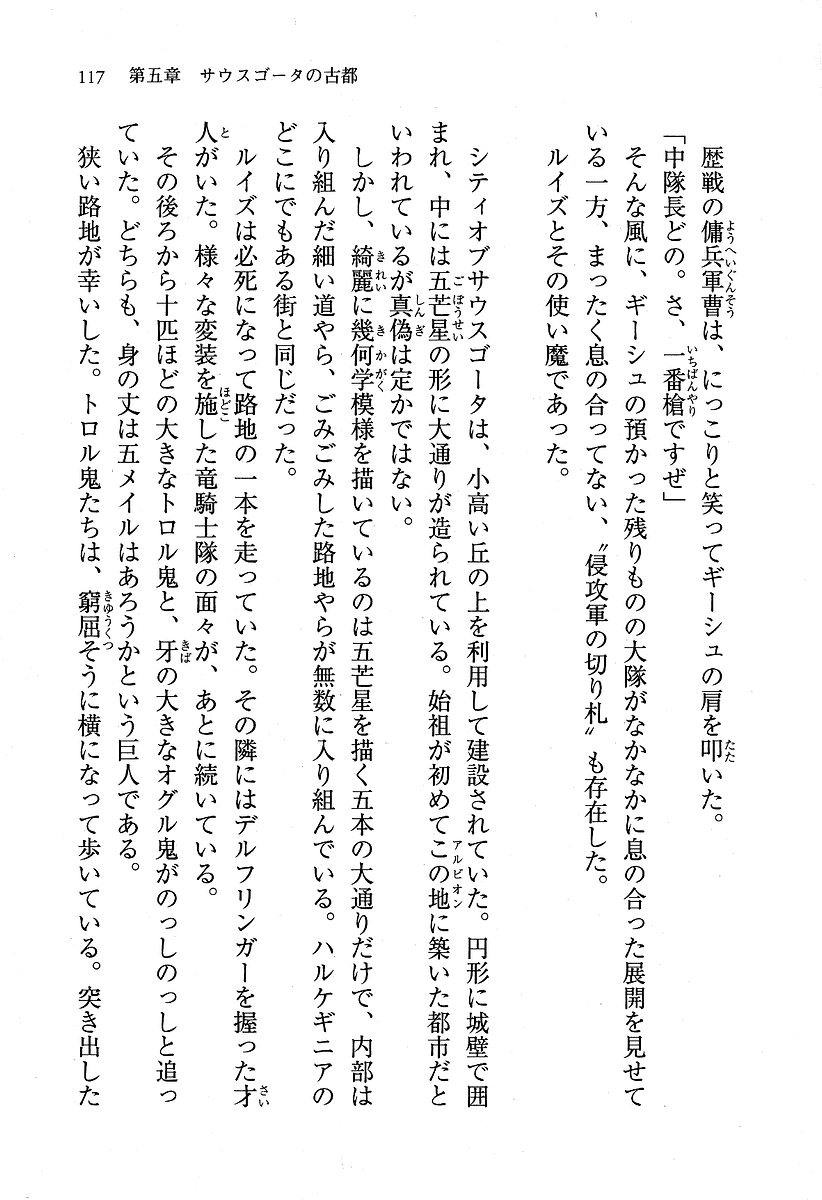 117　第五章　サウスゴータの古都
　歴戦の傭兵軍曹は、にっこりと笑ってギーシュの肩を叩いた。
「中隊長どの。さ、一番槍ですぜ」
　そんな風に、ギーシュの預かった残りものの大隊がなかなかに息の合った展開を見せて
いる一方、まったく息の合ってない、〝侵攻軍の切り札〟も存在した。
　ルイズとその使い魔であった。
　シティオブサウスゴータは、小高い丘の上を利用して建設されていた。円形に城壁で囲
まれ、中には五芒星の形に大通りが造られている。始祖が初めてこの地に築いた都市だと
いわれているが真偽は定かではない。
　しかし、綺麗に幾何学模様を描いているのは五芒星を描く五本の大通りだけで、内部は
入り組んだ細い道やら、ごみごみした路地やらが無数に入り組んでいる。ハルケギニアの
どこにでもある街と同じだった。
　ルイズは必死になって路地の一本を走っていた。その隣にはデルフリンガーを握った才
人がいた。様々な変装を施した竜騎士隊の面々が、あとに続いている。
　その後ろから十匹ほどの大きなトロル鬼と、牙の大きなオグル鬼がのっしのっしと追っ
ていた。どちらも、身の丈は五メイルはあろうかという巨人である。
　狭い路地が幸いした。トロル鬼たちは、窮屈そうに横になって歩いている。突き出した